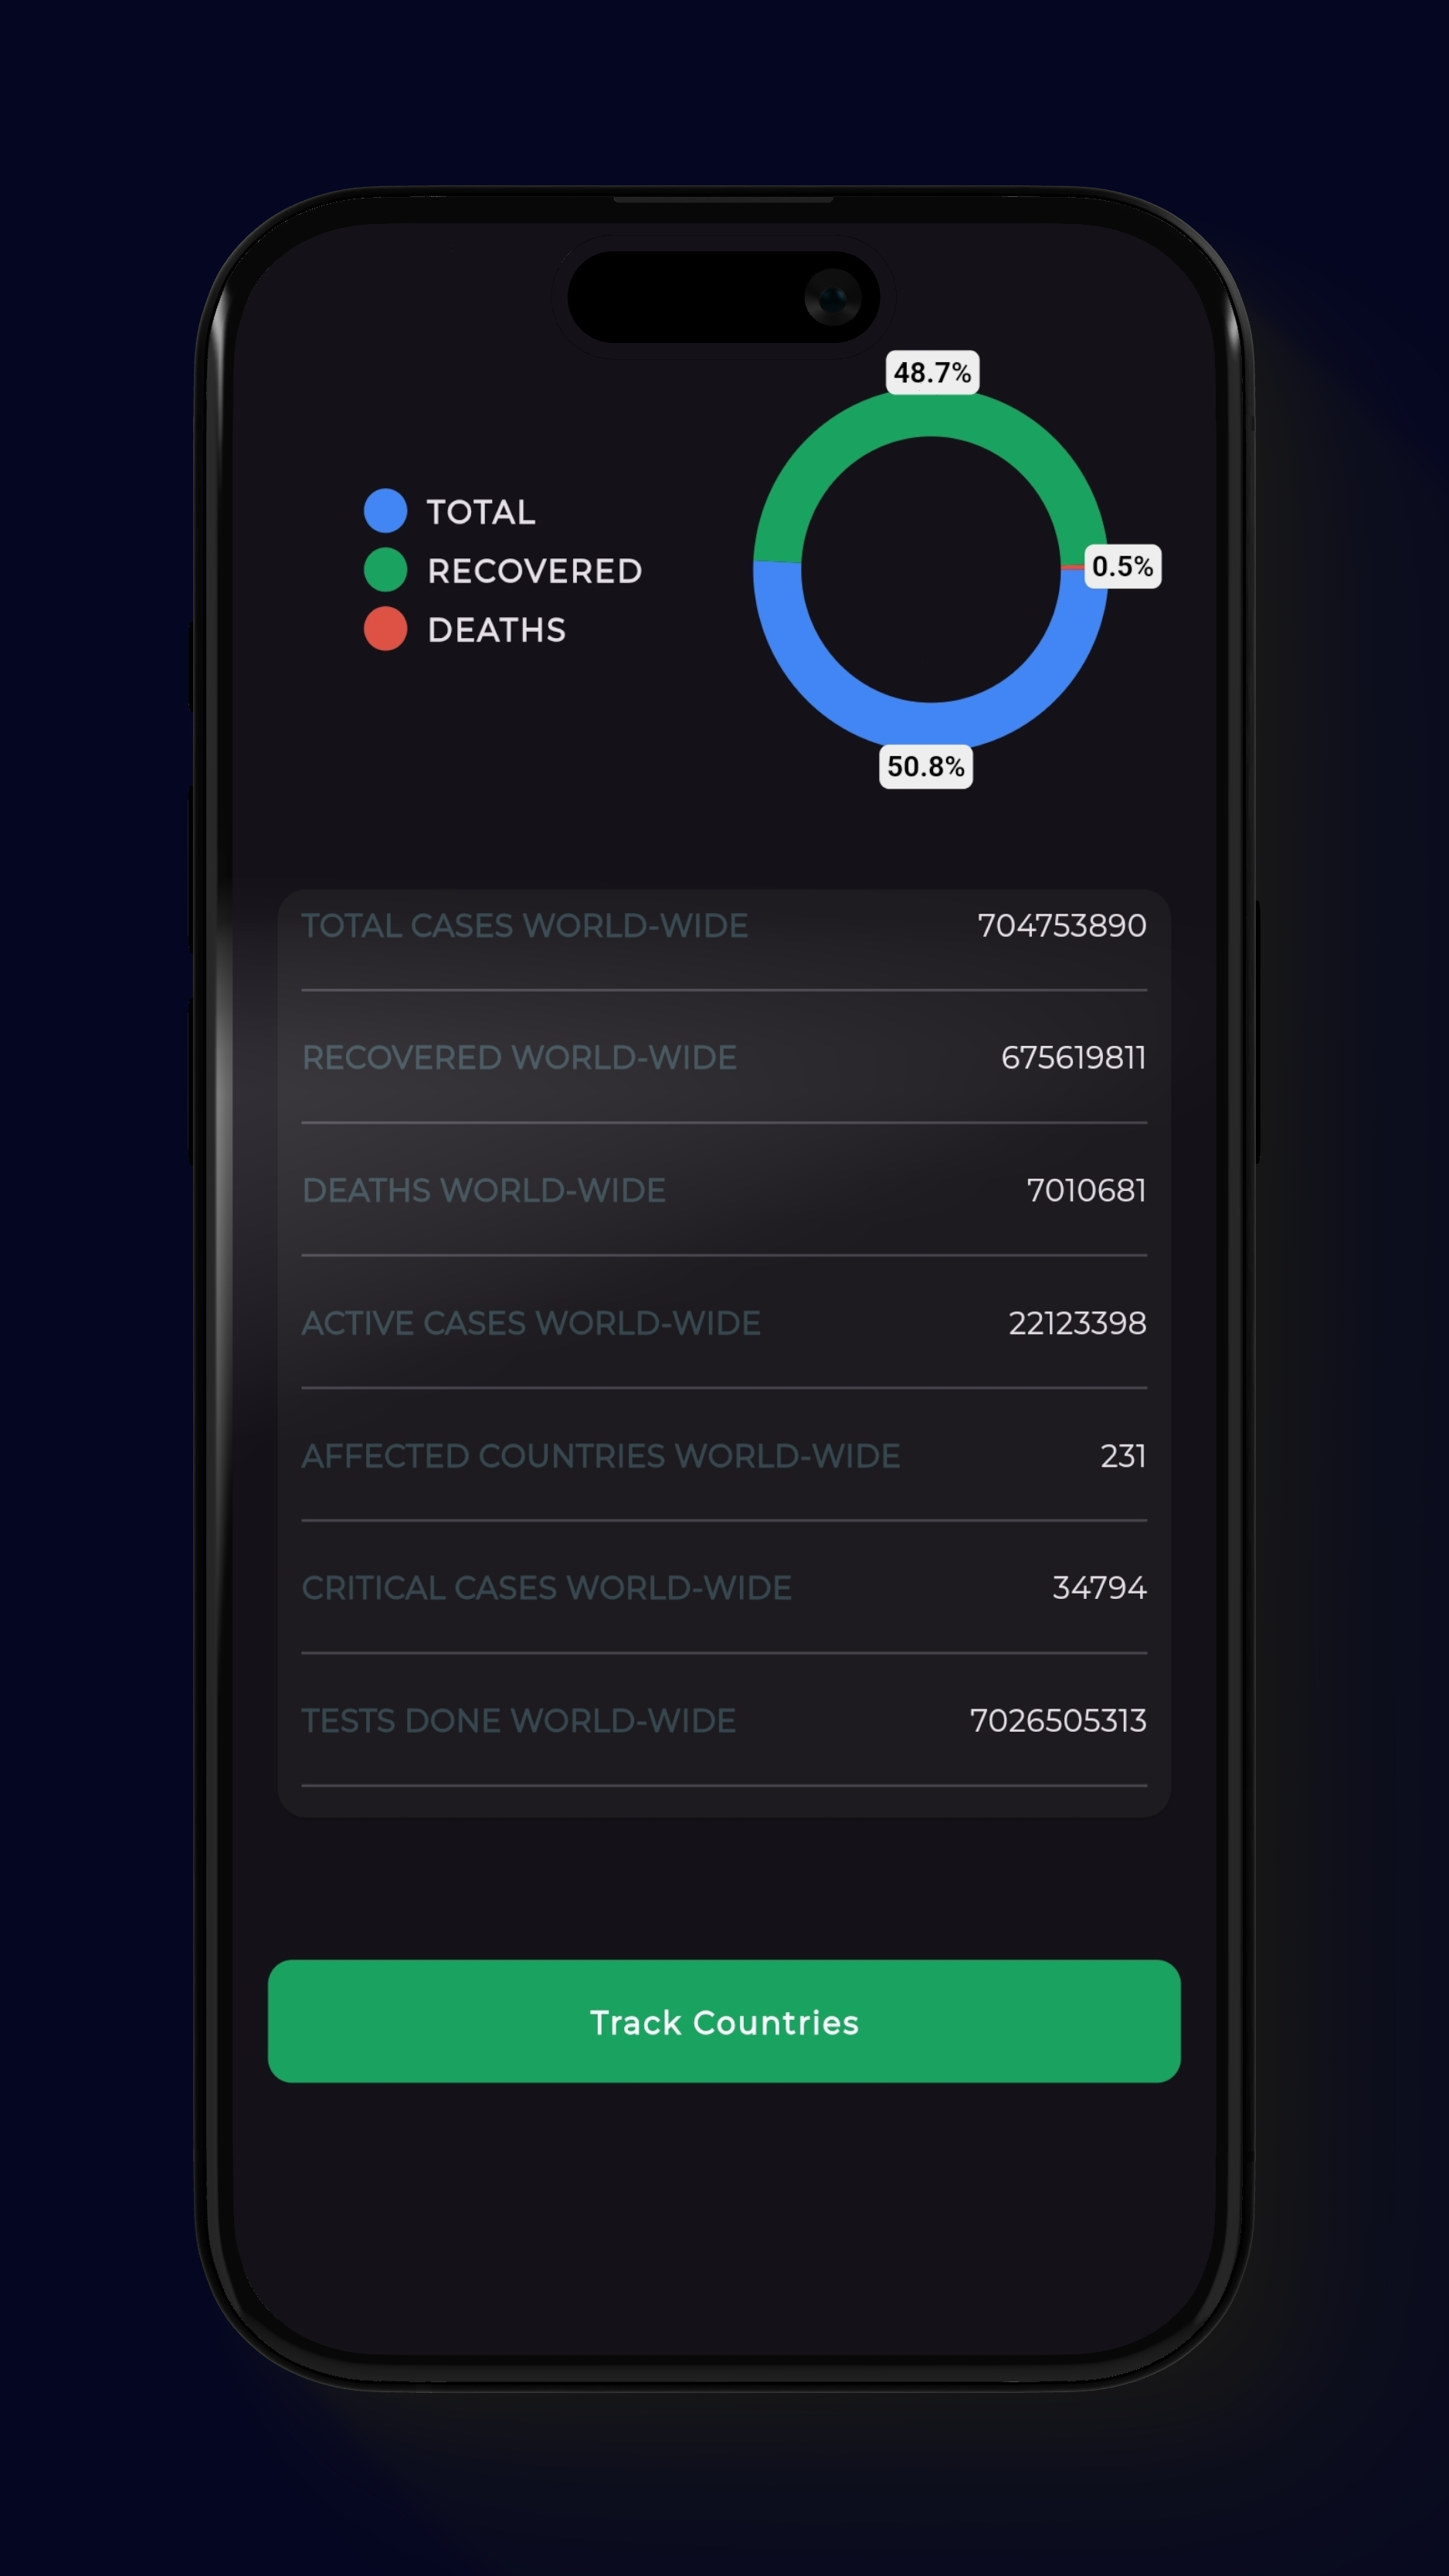 48.7%
TOTAL
RECOVERED
0.5%
DEATHS
50.8%
TOTAL CASES WORLD-WIDE 704753890
RECOVERED WORLD-WIDE 675619811
DEATHS WORLD-WIDE 7010681
ACTIVE CASES WORLD-WIDE 22123398
AFFECTED COUNTRIES WORLD-WIDE 231
CRITICAL CASES WORLD-WIDE 34794
TESTS DONE WORLD-WIDE 7026505313
Track Countries